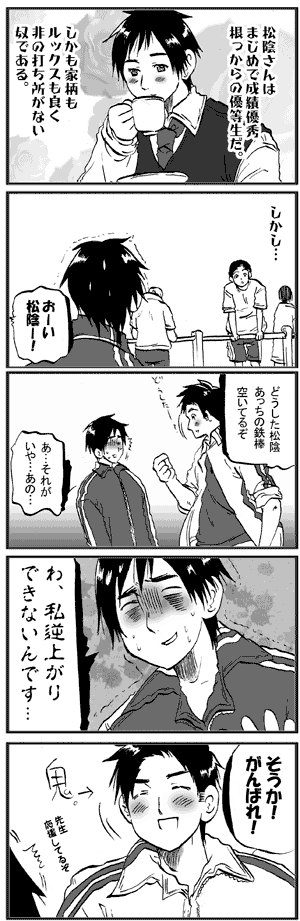 松陰さんは
まじめで成績優秀
根っからの優等生だ。
しかも家柄も
ルックスも良く
非の打ち所がない
奴である。
しかし…
おーい
松陰！
どうした松陰
あっちの鉄棒
空いてるぞ
どうした
あ…それが
いや…あの…
わ、私逆上がり
できないんです…
そうか！
がんばれ！
鬼。→
先生
応援してるぞ